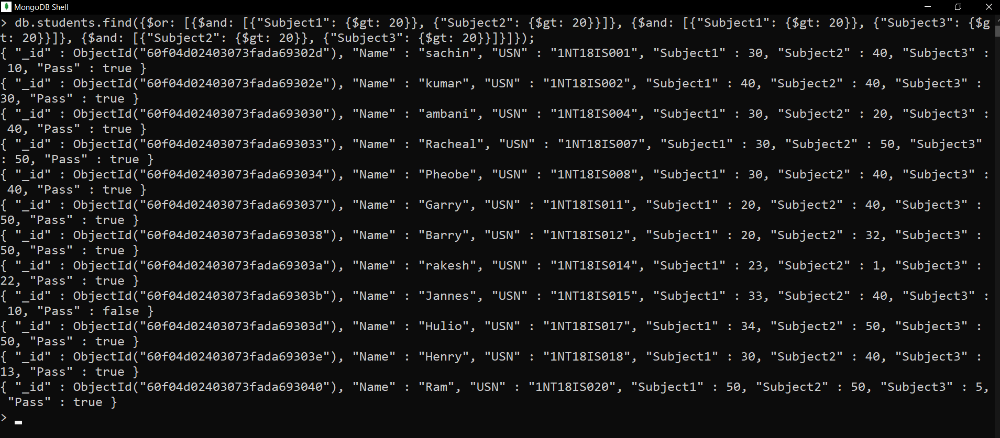 MongoDB Shell
> db.students.find({$or: [{$and: [{"Subject1": {$gt: 20}}, {"Subject2": {$gt: 20}}]}, {$and: [{"Subject1": {$gt: 20}}, {"Subject3": {$g
t: 20}}]}, {$and: [{"Subject2": {$gt: 20}}, {"Subject3": {$gt: 20}}]}]});
{ "_id" : ObjectId("60f04d02403073fada69302d"), "Name" : "sachin", "USN" : "1NT18IS001", "Subject1" : 30, "Subject2" : 40, "Subject3" :
 10, "Pass" : true }
{ "_id" : ObjectId("60f04d02403073fada69302e"), "Name" : "kumar", "USN" : "1NT18IS002", "Subject1" : 40, "Subject2" : 40, "Subject3" :
30, "Pass" : true }
{ "_id" : ObjectId("60f04d02403073fada693030"), "Name" : "ambani", "USN" : "1NT18IS004", "Subject1" : 30, "Subject2" : 20, "Subject3" :
 40, "Pass" : true }
{ "_id" : ObjectId("60f04d02403073fada693033"), "Name" : "Racheal", "USN" : "1NT18IS007", "Subject1" : 30, "Subject2" : 50, "Subject3"
: 50, "Pass" : true }
{ "_id" : ObjectId("60f04d02403073fada693034"), "Name" : "Pheobe", "USN" : "1NT18IS008", "Subject1" : 30, "Subject2" : 40, "Subject3" :
 40, "Pass" : true }
{ "_id" : ObjectId("60f04d02403073fada693037"), "Name" : "Garry", "USN" : "1NT18IS011", "Subject1" : 20, "Subject2" : 40, "Subject3" :
50, "Pass" : true }
{ "_id" : ObjectId("60f04d02403073fada693038"), "Name" : "Barry", "USN" : "1NT18IS012", "Subject1" : 20, "Subject2" : 32, "Subject3" :
50, "Pass" : true }
{ "_id" : ObjectId("60f04d02403073fada69303a"), "Name" : "rakesh", "USN" : "1NT18IS014", "Subject1" : 23, "Subject2" : 1, "Subject3" :
22, "Pass" : true }
{ "_id" : ObjectId("60f04d02403073fada69303b"), "Name" : "Jannes", "USN" : "1NT18IS015", "Subject1" : 33, "Subject2" : 40, "Subject3" :
 10, "Pass" : false }
{ "_id" : ObjectId("60f04d02403073fada69303d"), "Name" : "Hulio", "USN" : "1NT18IS017", "Subject1" : 34, "Subject2" : 50, "Subject3" :
50, "Pass" : true }
{ "_id" : ObjectId("60f04d02403073fada69303e"), "Name" : "Henry", "USN" : "1NT18IS018", "Subject1" : 30, "Subject2" : 40, "Subject3" :
13, "Pass" : true }
{ "_id" : ObjectId("60f04d02403073fada693040"), "Name" : "Ram", "USN" : "1NT18IS020", "Subject1" : 50, "Subject2" : 50, "Subject3" : 5,
 "Pass" : true }
>